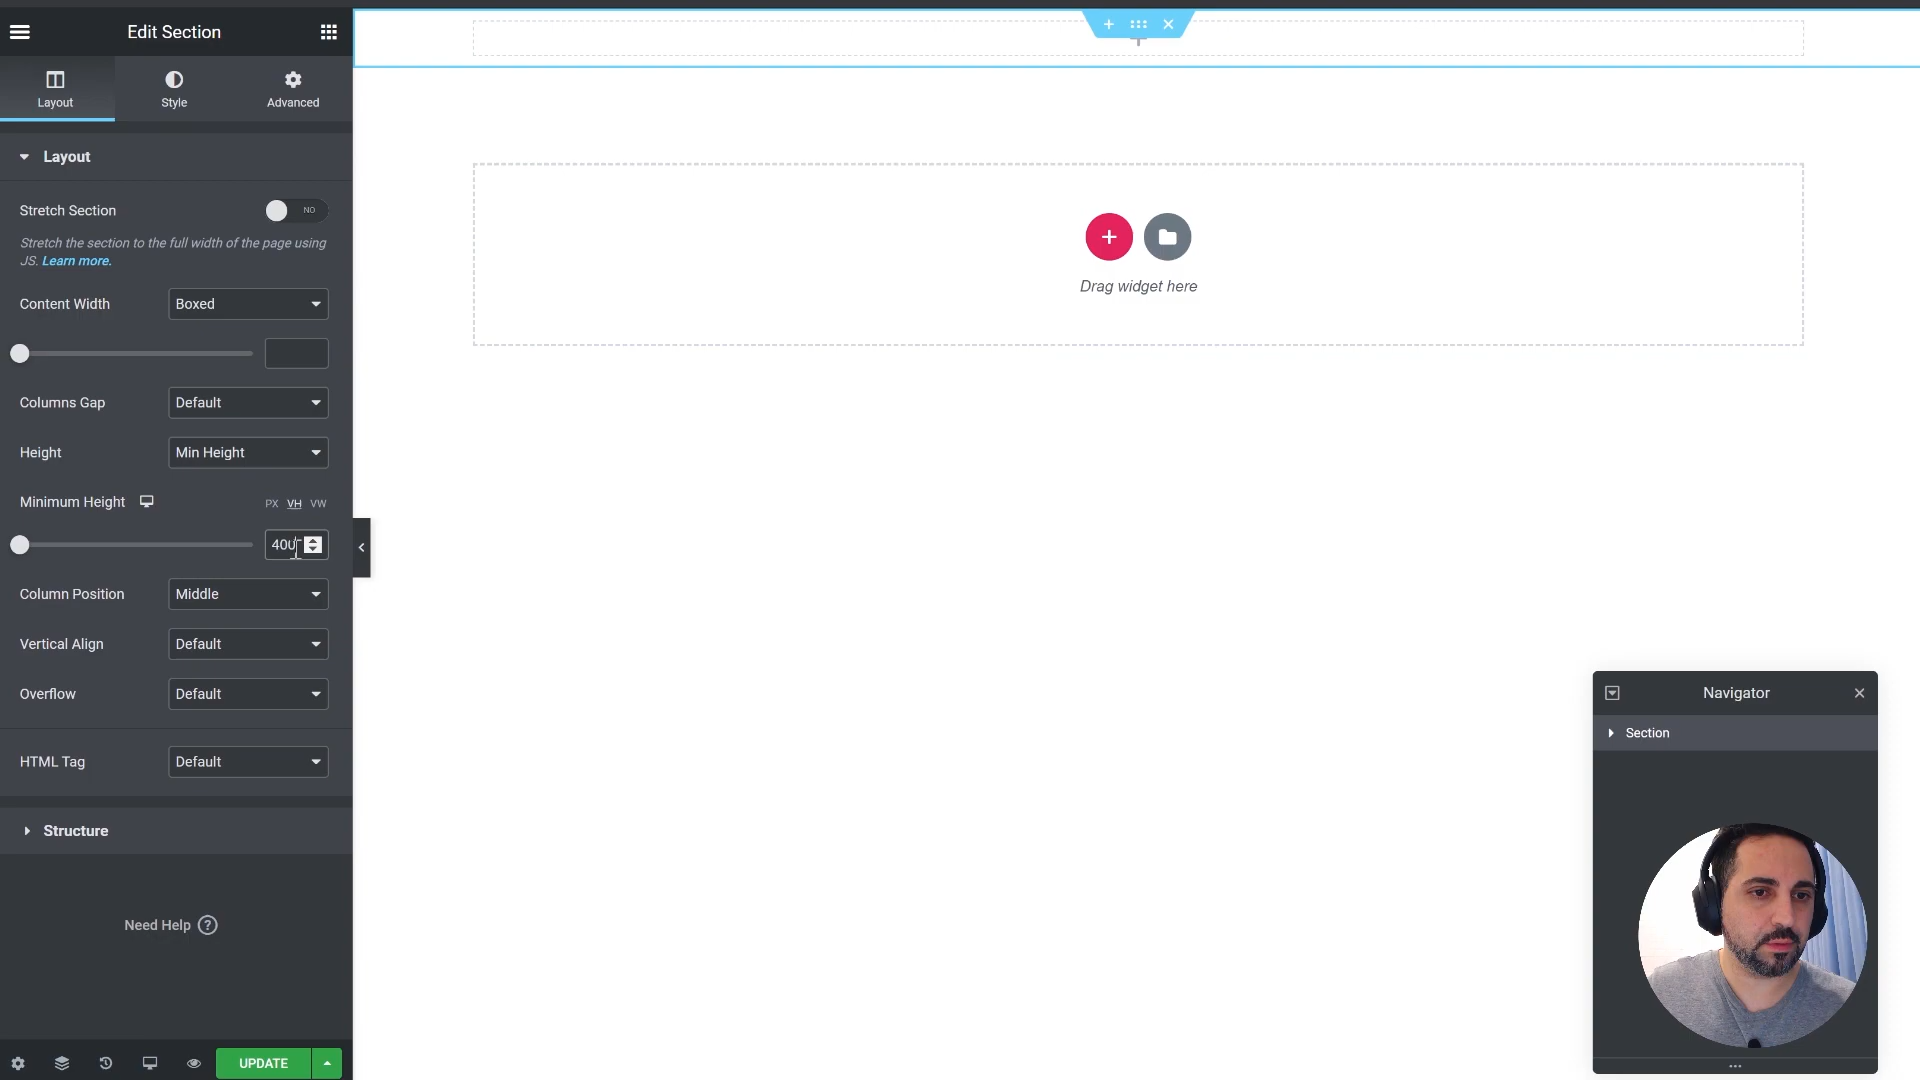 Edit Section
Layout
Style
Advanced
Layout
Stretch Section
NO
Stretch the section to the full width of the page using
JS. Learn more.
Content Width
Boxed
Columns Gap
Default
Height
Min Height
Minimum Height
PX VH VW
400
Column Position
Middle
Vertical Align
Default
Overflow
Default
HTML Tag
Default
Structure
Need Help
UPDATE
Drag widget here
Navigator
Section